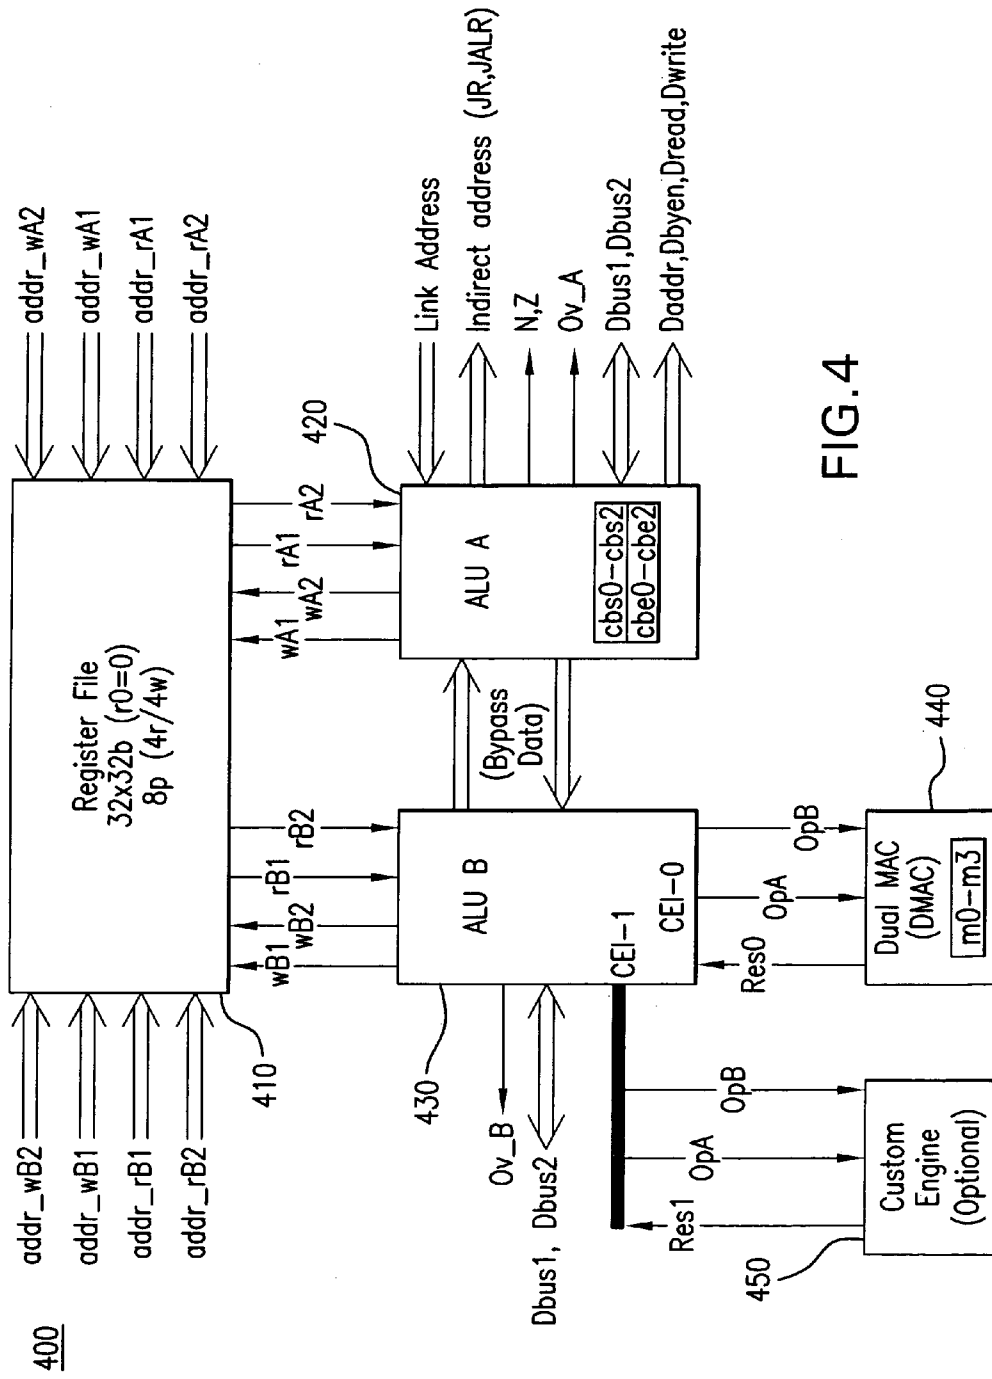 400
addr_wB2
addr_wB1
addr_rB1
addr_rB2
410
Register File
32x32b (r0=0)
8p (4r/4w)
addr_wA2
addr_wA1
addr_rA1
addr_rA2
wB1
wB2
rB1
rB2
wA1
wA2
rA1
rA2
430
ALU B
CEI-1
CEI-0
Ov_B
Dbus1, Dbus2
(Bypass
Data)
420
ALU A
cbs0-cbs2
cbe0-cbe2
Link Address
Indirect address (JR,JALR)
N,Z
Ov_A
Dbus1,Dbus2
Daddr,Dbyen,Dread,Dwrite
Res1
OpA
OpB
Res0
OpA
OpB
450
Custom
Engine
(Optional)
440
Dual MAC
(DMAC)
m0-m3
FIG.4